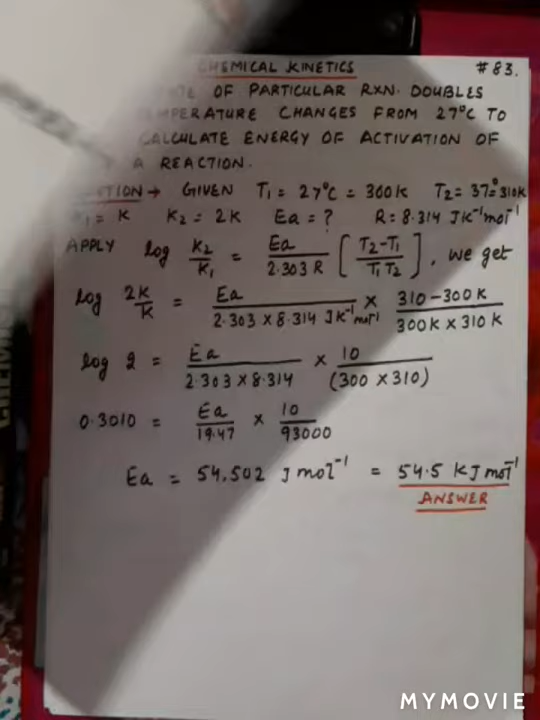 CHEMICAL KINETICS #83.
OF PARTICULAR RXN. DOUBLES
TEMPERATURE CHANGES FROM 27°C TO
CALCULATE ENERGY OF ACTIVATION OF
A REACTION.
→ GIVEN T₁ = 27°C = 300K T₂ = 37° = 310K
= K K₂ = 2K Ea = ? R = 8.314 JK⁻¹mol⁻¹
APPLY log K₂/K₁ = Ea/2.303 R [T₂-T₁/T₁T₂], we get
log 2K/K = Ea/2.303 × 8.314 JK⁻¹mol⁻¹ × 310-300K/300K × 310K
log 2 = Ea/2.303 × 8.314 × 10/(300 × 310)
0.3010 = Ea/19.47 × 10/93000
Ea = 54.502 J mol⁻¹ = 54.5 KJ mol⁻¹
ANSWER
MYMOVIE